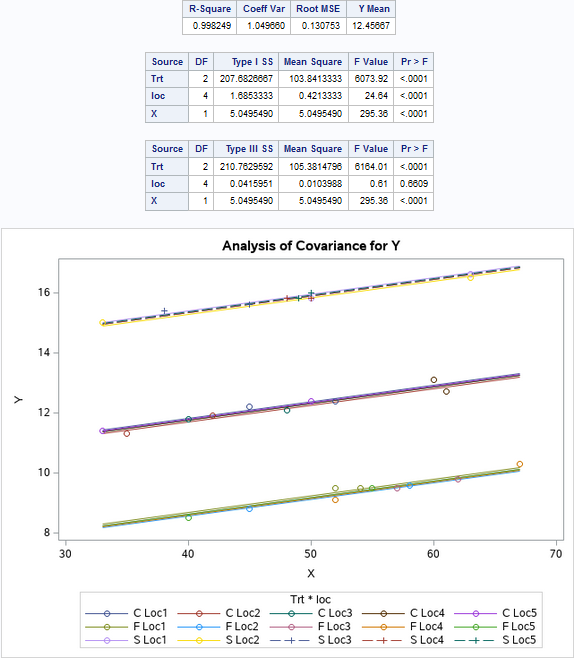 R-Square Coeff Var Root MSE Y Mean
0.998249 1.049660 0.130753 12.45667
Source DF Type I SS Mean Square F Value Pr > F
Trt 2 207.6826667 103.8413333 6073.92 <.0001
loc 4 1.6853333 0.4213333 24.64 <.0001
X 1 5.0495490 5.0495490 295.36 <.0001
Source DF Type III SS Mean Square F Value Pr > F
Trt 2 210.7629592 105.3814796 6164.01 <.0001
loc 4 0.0415951 0.0103988 0.61 0.6609
X 1 5.0495490 5.0495490 295.36 <.0001
Analysis of Covariance for Y
16
14
12
10
8
Y
30 40 50 60 70
X
Trt * loc
C Loc1 C Loc2 C Loc3 C Loc4 C Loc5
F Loc1 F Loc2 F Loc3 F Loc4 F Loc5
S Loc1 S Loc2 S Loc3 S Loc4 S Loc5